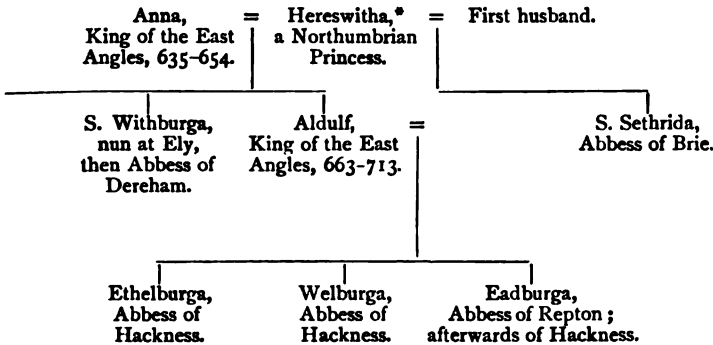 Anna, = Hereswitha,* = First husband.
King of the East a Northumbrian
Angles, 635-654. Princess.
S. Withburga, Aldulf, = S. Sethrida,
nun at Ely, King of the East Abbess of Brie.
then Abbess of Angles, 663-713.
Dereham.
Ethelburga, Welburga, Eadburga,
Abbess of Abbess of Abbess of Repton ;
Hackness. Hackness. afterwards of Hackness.